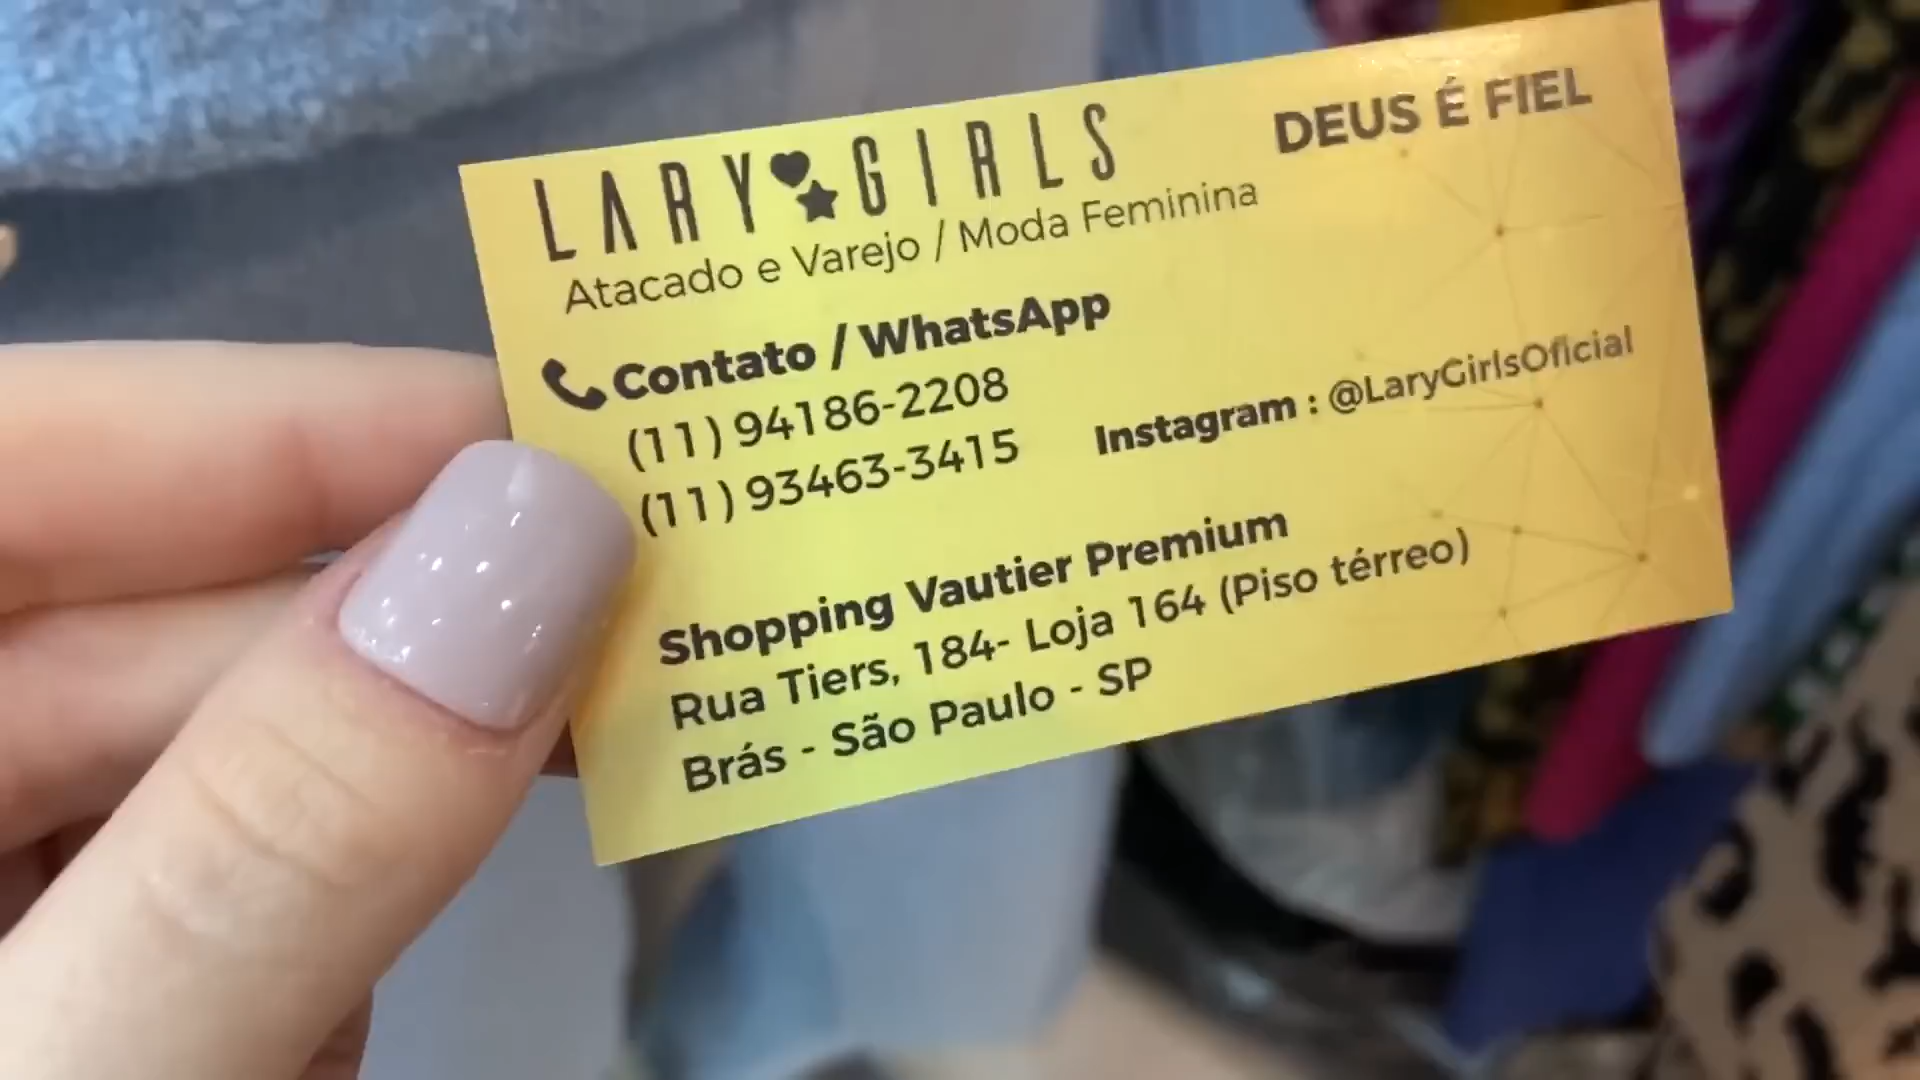 LARY GIRLS
DEUS É FIEL
Atacado e Varejo / Moda Feminina
Contato / WhatsApp
(11) 94186-2208
(11) 93463-3415
Instagram : @LaryGirlsOficial
Shopping Vautier Premium
Rua Tiers, 184- Loja 164 (Piso térreo)
Brás - São Paulo - SP